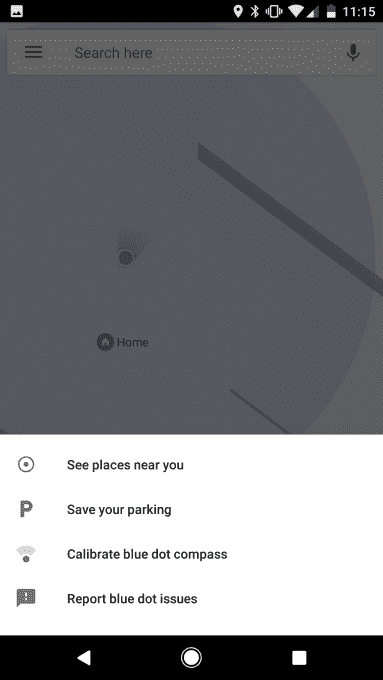 11:15
Search here
Home
See places near you
P Save your parking
Calibrate blue dot compass
Report blue dot issues